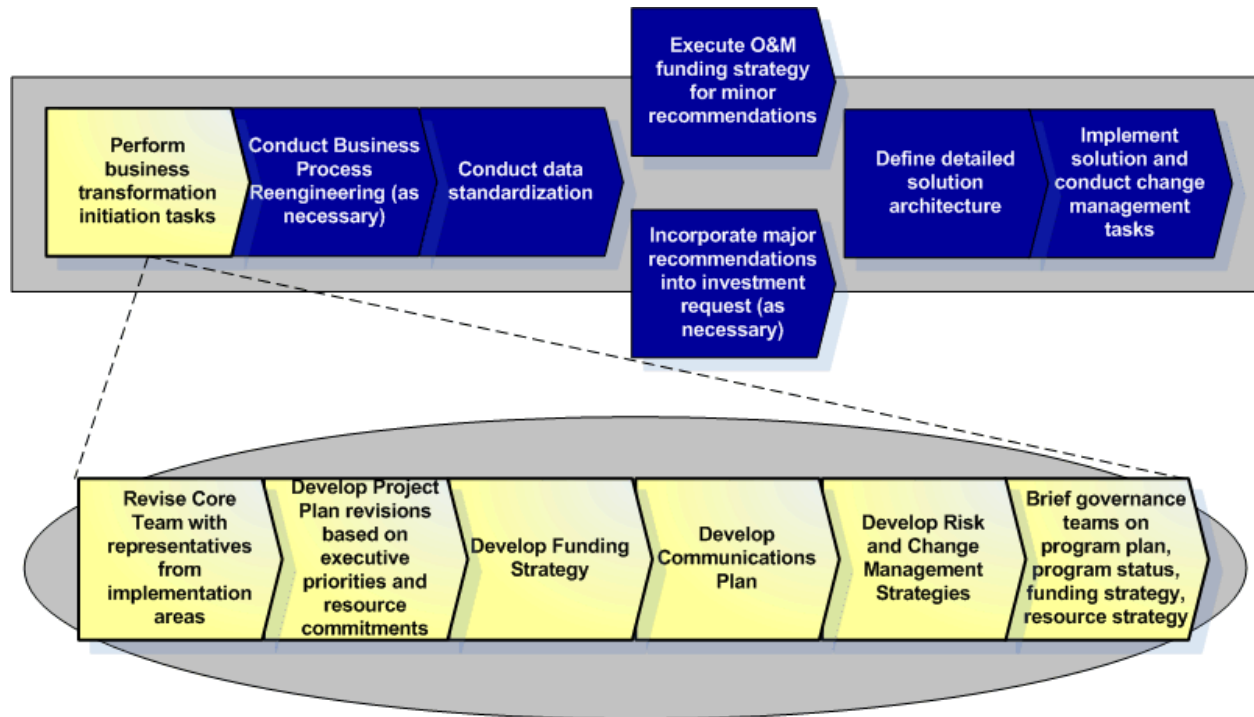 Perform
business
transformation
initiation tasks
Conduct Business
Process
Reengineering (as
necessary)
Conduct data
standardization
Execute O&M
funding strategy
for minor
recommendations
Incorporate major
recommendations
into investment
request (as
necessary)
Define detailed
solution
architecture
Implement
solution and
conduct change
management
tasks
Revise Core
Team with
representatives
from
implementation
areas
Develop Project
Plan revisions
based on
executive
priorities and
resource
commitments
Develop Funding
Strategy
Develop
Communications
Plan
Develop Risk
and Change
Management
Strategies
Brief governance
teams on
program plan,
program status,
funding strategy,
resource strategy